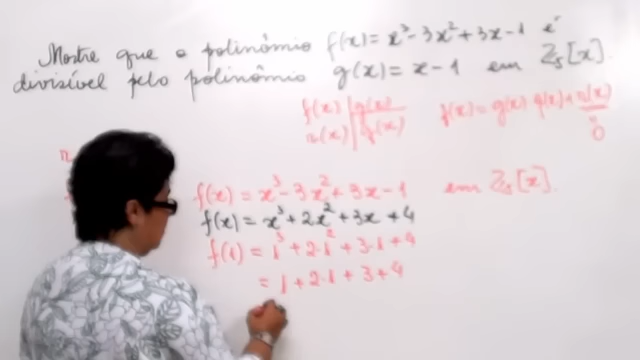 Mostre que o polinômio f(x) = x³ - 3x² + 3x - 1 é
divisível pelo polinômio g(x) = x - 1 em ℤ₅[x].
f(x) | g(x)
r(x) | q(x)
f(x) = g(x) q(x) + r(x)
"
0
f(x) = x³ - 3x² + 3x - 1 em ℤ₅[x].
f(x) = x³ + 2x² + 3x + 4
f(1) = 1³ + 2·1² + 3·1 + 4
= 1 + 2·1 + 3 + 4